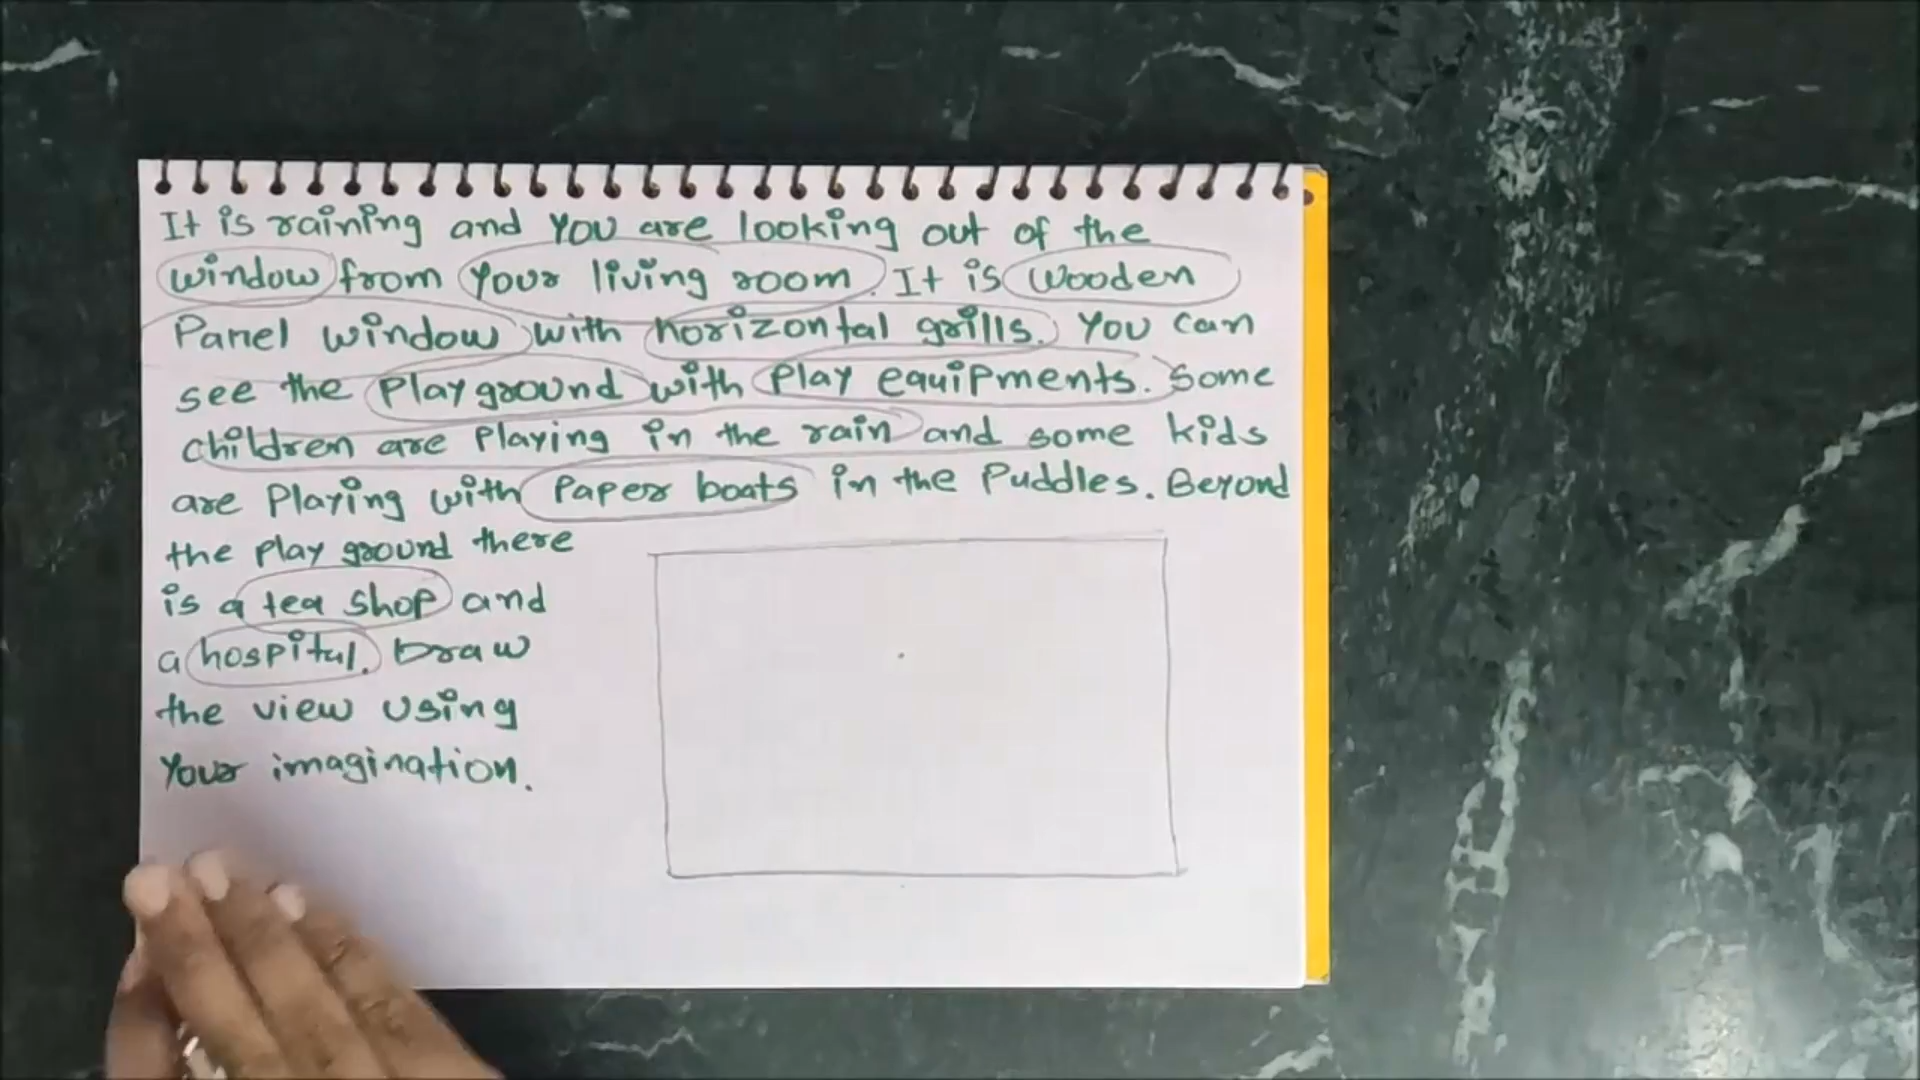 It is raining and you are looking out of the
window from your living room. It is wooden
Panel window with horizontal grills. You can
see the playground with play equipments. Some
children are playing in the rain and some kids
are playing with paper boats in the puddles. Beyond
the play ground there
is a tea shop and
a hospital. Draw
the view using
your imagination.